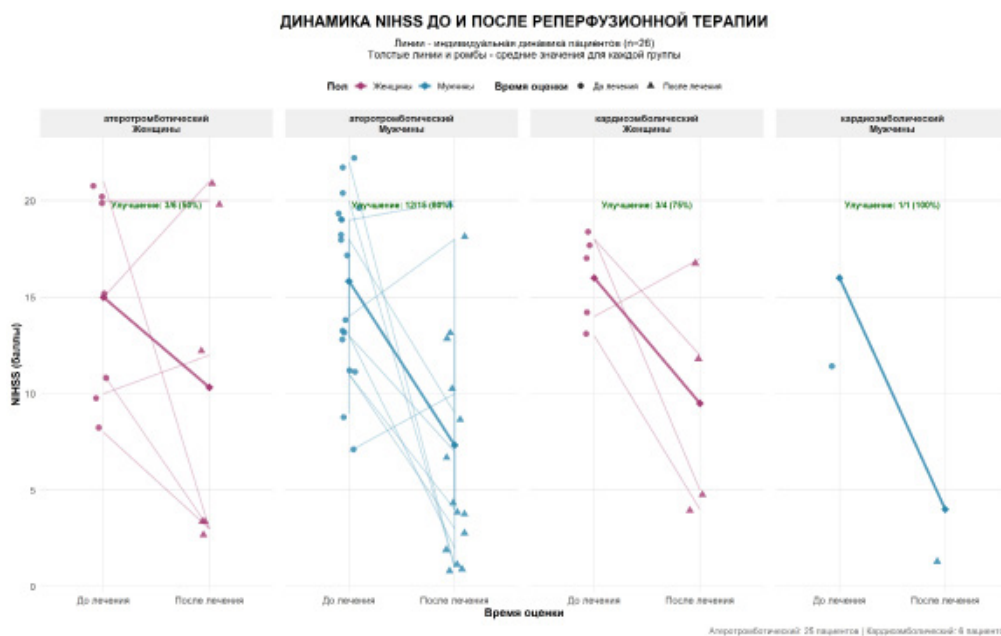 ДИНАМИКА NIHSS ДО И ПОСЛЕ РЕПЕРФУЗИОННОЙ ТЕРАПИИ
Линии - индивидуальная динамика пациентов (n=26)
Толстые линии и ромбы - средние значения для каждой группы
Пол Женщины Мужчины Время оценки До лечения После лечения
атеротромботический
Женщины
атеротромботический
Мужчины
кардиоэмболический
Женщины
кардиоэмболический
Мужчины
NIHSS (баллы)
20
15
10
5
0
Улучшение: 3/6 (50%)
Улучшение: 12/15 (80%)
Улучшение: 3/4 (75%)
Улучшение: 1/1 (100%)
До лечения После лечения
До лечения После лечения
До лечения После лечения
До лечения После лечения
Время оценки
Атеротромботический: 25 пациентов | Кардиоэмболический: 6 пациент